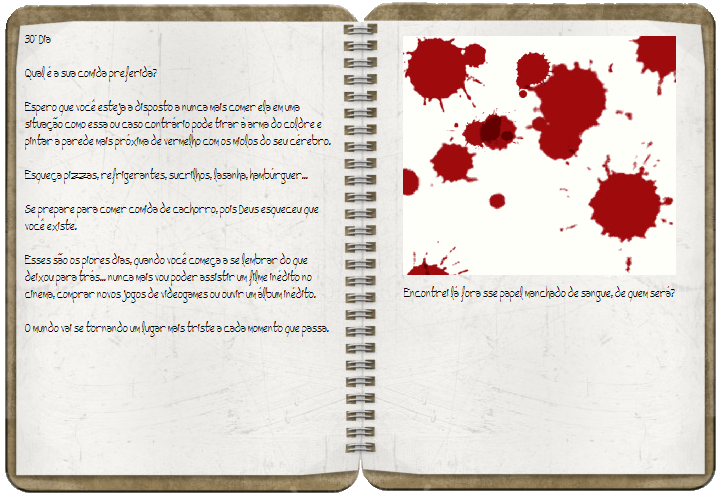 30° Dia
Qual é a sua comida preferida?
Espero que você esteja a disposto a nunca mais comer ela em uma
situação como essa ou caso contrário pode tirar à arma do coldre e
pintar a parede mais próxima de vermelho com os miolos do seu cérebro.
Esqueça pizzas, refrigerantes, sucrilhos, lasanha, hambúrguer...
Se prepare para comer comida de cachorro, pois Deus esqueceu que
você existe.
Esses são os piores dias, quando você começa a se lembrar do que
deixou para trás... nunca mais vou poder assistir um filme inédito no
cinema, comprar novos jogos de videogames ou ouvir um álbum inédito.
O mundo vai se tornando um lugar mais triste a cada momento que passa.
Encontrei lá fora sse papel manchado de sangue, de quem será?